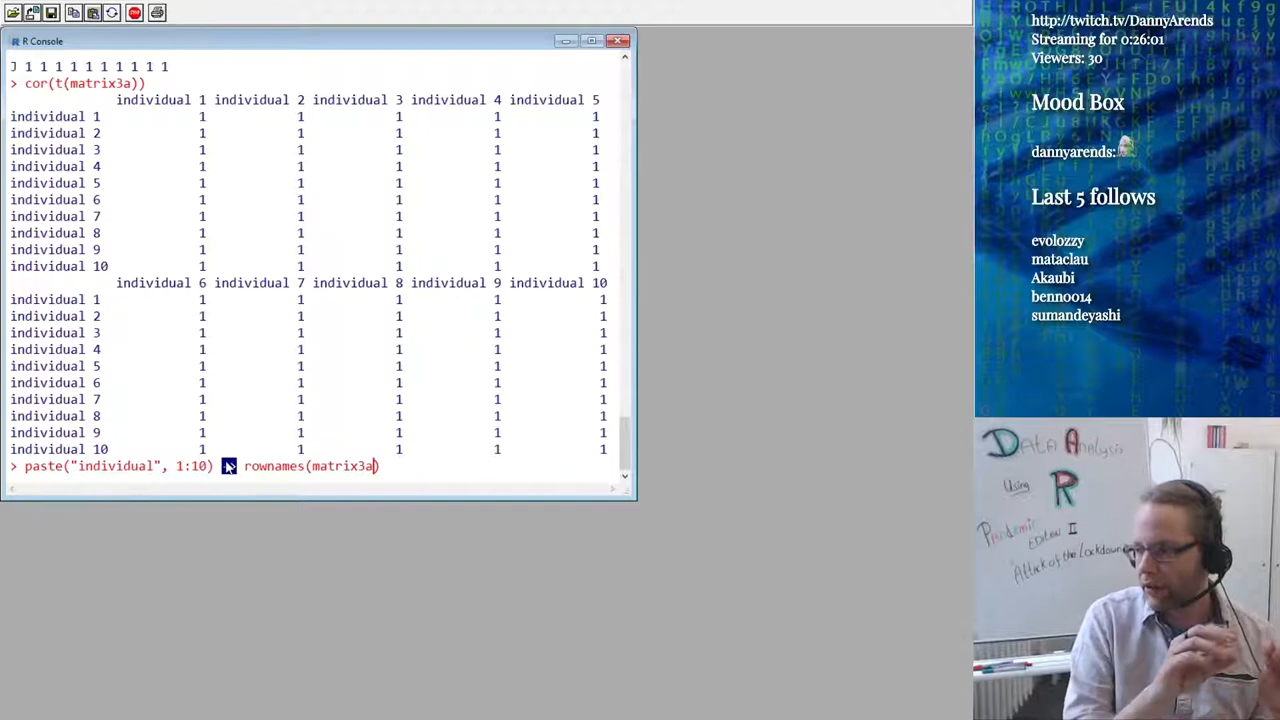 R Console
J 1 1 1 1 1 1 1 1 1 1
> cor(t(matrix3a))
individual 1 individual 2 individual 3 individual 4 individual 5
individual 1 1 1 1 1 1
individual 2 1 1 1 1 1
individual 3 1 1 1 1 1
individual 4 1 1 1 1 1
individual 5 1 1 1 1 1
individual 6 1 1 1 1 1
individual 7 1 1 1 1 1
individual 8 1 1 1 1 1
individual 9 1 1 1 1 1
individual 10 1 1 1 1 1
individual 6 individual 7 individual 8 individual 9 individual 10
individual 1 1 1 1 1 1
individual 2 1 1 1 1 1
individual 3 1 1 1 1 1
individual 4 1 1 1 1 1
individual 5 1 1 1 1 1
individual 6 1 1 1 1 1
individual 7 1 1 1 1 1
individual 8 1 1 1 1 1
individual 9 1 1 1 1 1
individual 10 1 1 1 1 1
> paste("individual", 1:10) rownames(matrix3a)
http://twitch.tv/DannyArends
Streaming for 0:26:01
Viewers: 30
Mood Box
dannyarends:
Last 5 follows
evolozzy
mataclau
Akaubi
benno014
sumandeyashi
Data Analysis
Using R
Pandemic
Edition II
Attack of the Lockdown